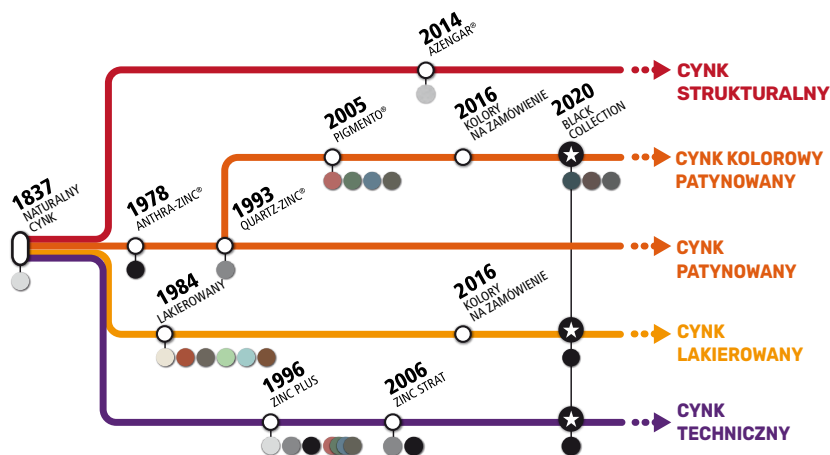 2014
AZENGAR®
CYNK
STRUKTURALNY
2005
PIGMENTO®
2016
KOLORY
NA ZAMÓWIENIE
2020
BLACK
COLLECTION
CYNK KOLOROWY
PATYNOWANY
1837
NATURALNY
CYNK
1978
ANTHRA-ZINC®
1993
QUARTZ-ZINC®
CYNK
PATYNOWANY
1984
LAKIEROWANY
2016
KOLORY
NA ZAMÓWIENIE
CYNK
LAKIEROWANY
1996
ZINC PLUS
2006
ZINC STRAT
CYNK
TECHNICZNY